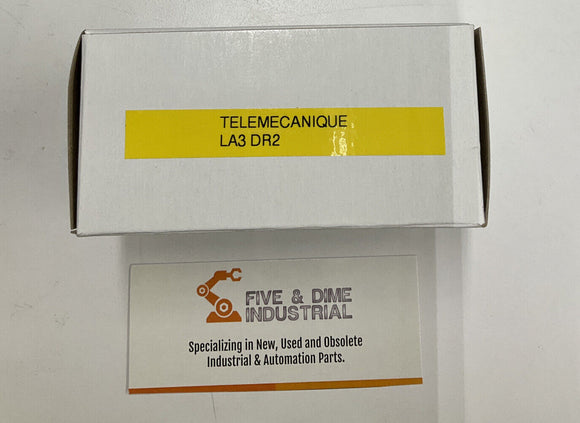 TELEMECANIQUE
LA3 DR2
FIVE & DIME
INDUSTRIAL
Specializing in New, Used and Obsolete
Industrial & Automation Parts.